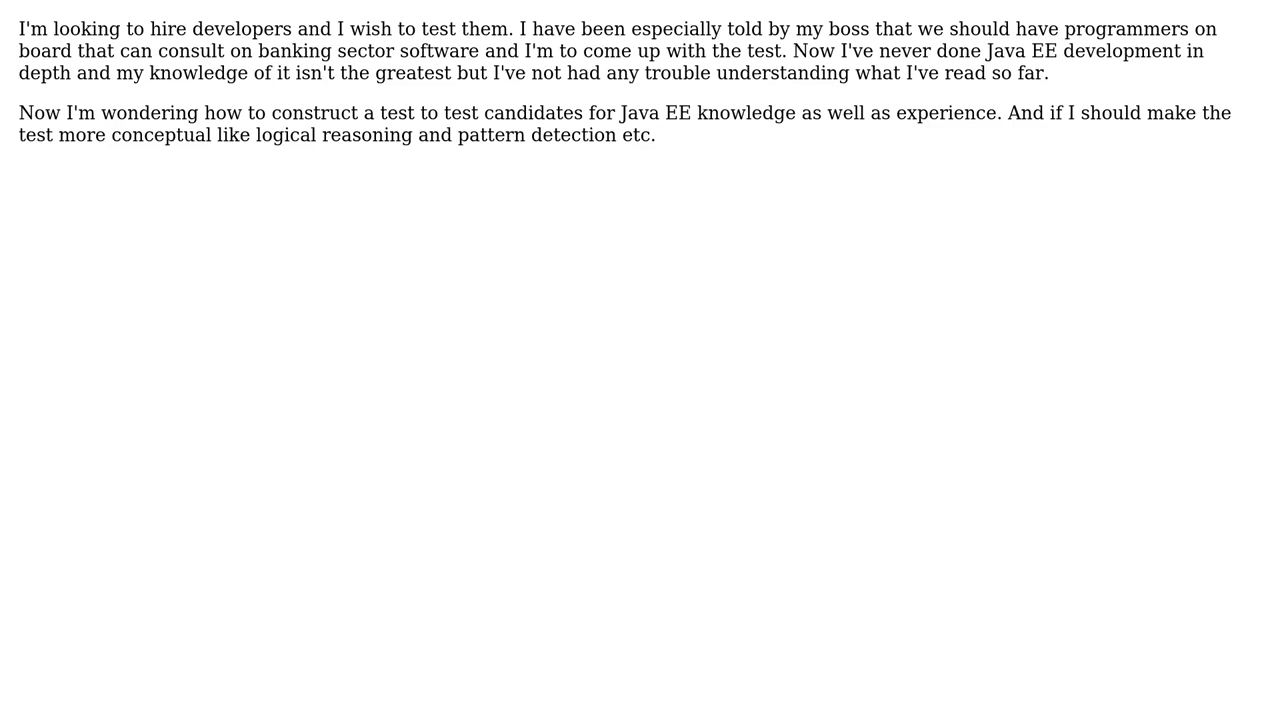 I'm looking to hire developers and I wish to test them. I have been especially told by my boss that we should have programmers on
board that can consult on banking sector software and I'm to come up with the test. Now I've never done Java EE development in
depth and my knowledge of it isn't the greatest but I've not had any trouble understanding what I've read so far.
Now I'm wondering how to construct a test to test candidates for Java EE knowledge as well as experience. And if I should make the
test more conceptual like logical reasoning and pattern detection etc.